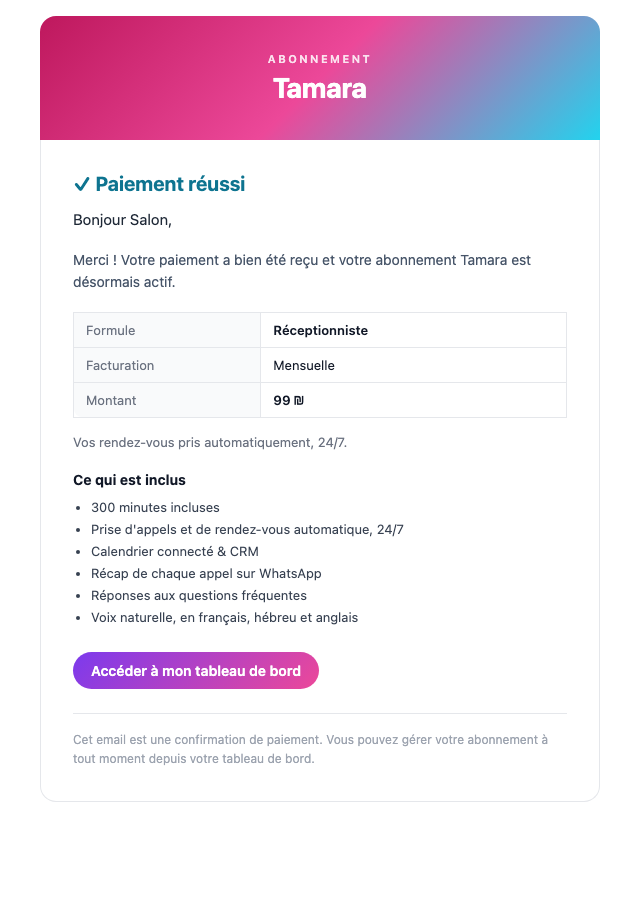 ABONNEMENT
Tamara
✓ Paiement réussi
Bonjour Salon,
Merci ! Votre paiement a bien été reçu et votre abonnement Tamara est
désormais actif.
Formule Réceptionniste
Facturation Mensuelle
Montant 99 ₪
Vos rendez-vous pris automatiquement, 24/7.
Ce qui est inclus
• 300 minutes incluses
• Prise d'appels et de rendez-vous automatique, 24/7
• Calendrier connecté & CRM
• Récap de chaque appel sur WhatsApp
• Réponses aux questions fréquentes
• Voix naturelle, en français, hébreu et anglais
Accéder à mon tableau de bord
Cet email est une confirmation de paiement. Vous pouvez gérer votre abonnement à
tout moment depuis votre tableau de bord.